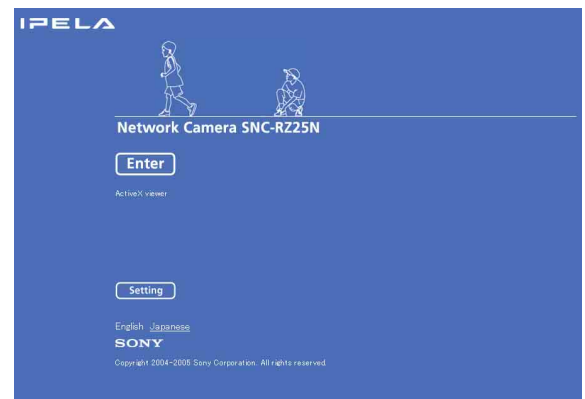 IPELA
Network Camera SNC-RZ25N
Enter
ActiveX viewer
Setting
English Japanese
SONY
Copyright 2004-2005 Sony Corporation. All rights reserved.